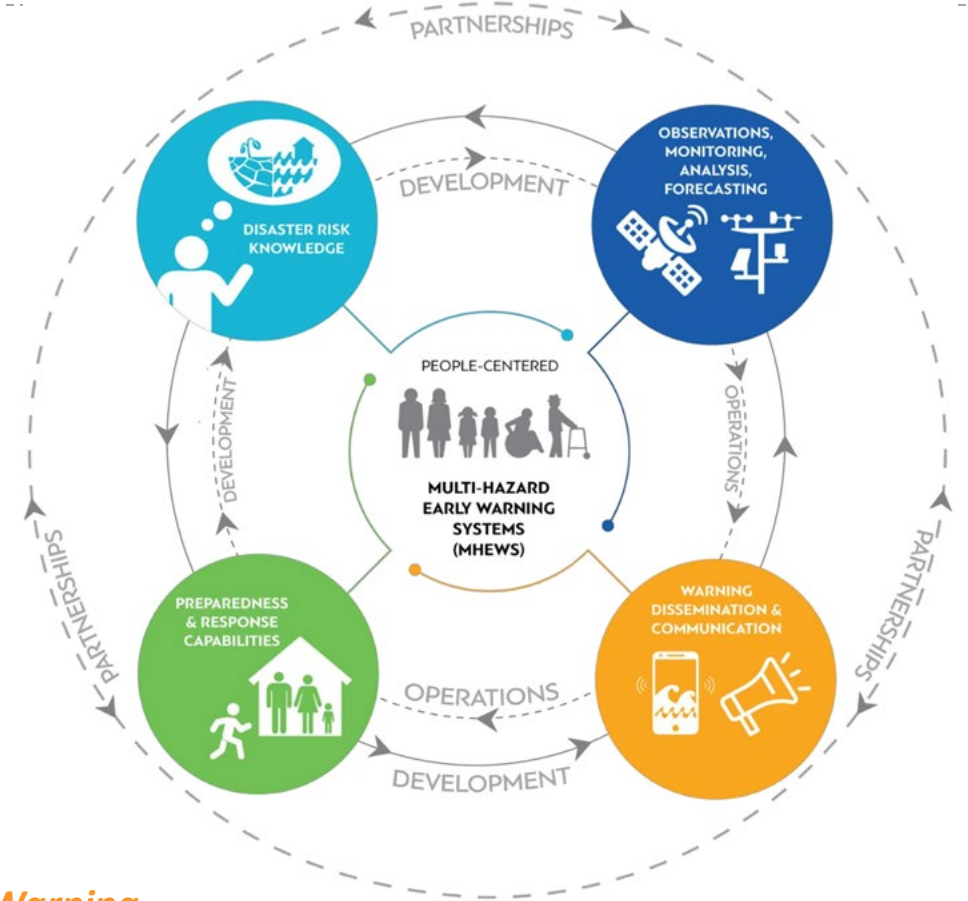 PARTNERSHIPS
DEVELOPMENT
DISASTER RISK
KNOWLEDGE
OBSERVATIONS,
MONITORING,
ANALYSIS,
FORECASTING
PEOPLE-CENTERED
MULTI-HAZARD
EARLY WARNING
SYSTEMS
(MHEWS)
DEVELOPMENT
OPERATIONS
PARTNERSHIPS
PARTNERSHIPS
PREPAREDNESS
& RESPONSE
CAPABILITIES
WARNING
DISSEMINATION &
COMMUNICATION
OPERATIONS
DEVELOPMENT
Warning